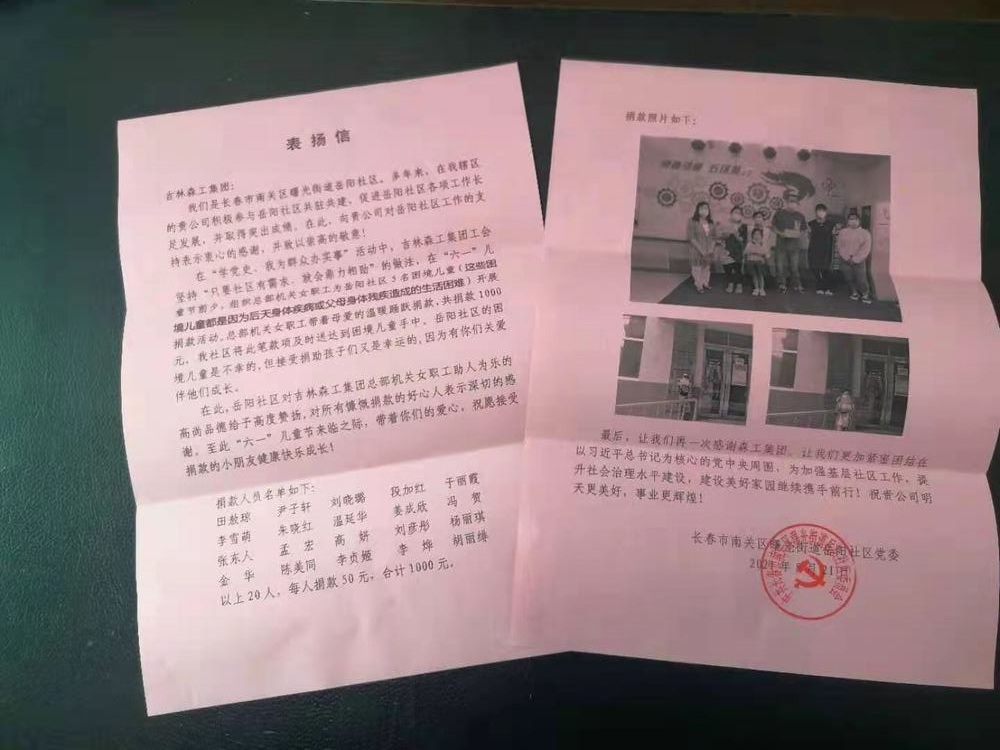 表扬信
吉林森工集团：
我们是长春市南关区曙光街道岳阳社区。多年来，在我辖区
的贵公司积极参与岳阳社区共驻共建，促进岳阳社区各项工作长
足发展，并取得突出成绩。在此，向贵公司对岳阳社区工作的支
持表示衷心的感谢，并致以崇高的敬意！
在“学党史、我为群众办实事”活动中，吉林森工集团工会
坚持“只要社区有需求、就会鼎力相助”的做法，在“六一”儿
童节前夕，组织总部机关女职工为岳阳社区5名困境儿童（这些困
境儿童都是因为后天身体疾病或父母身体残疾造成的生活困难）开展
捐款活动。总部机关女职工带着母爱的温暖踊跃捐款，共捐款1000
元，我社区将此笔款项及时送达到困境儿童手中。岳阳社区的困
境儿童是不幸的，但接受捐助孩子们又是幸运的，因为有你们关爱
伴他们成长。
在此，岳阳社区对吉林森工集团总部机关女职工助人为乐的
高尚品德给予高度赞扬，对所有慷慨捐款的好心人表示深切的感
谢，至此“六一”儿童节来临之际，带着你们的爱心，祝愿接受
捐款的小朋友健康快乐成长！
捐款人员名单如下：
田敖琼 尹子轩 刘晓璐 段加红 于丽霞
李雪萌 朱晓红 温延华 姜成欣 冯贺
张东人 孟宏 高妍 刘彦彤 杨丽琪
金华 陈美同 李贞姬 李烨 胡丽
以上20人，每人捐款50元，合计1000元。
捐款照片如下：
最后，让我们再一次感谢森工集团，让我们更加紧密团结在
以习近平总书记为核心的党中央周围，为加强基层社区工作，提
升社会治理水平建设，建设美好家园继续携手前行！祝贵公司明
天更美好，事业更辉煌！
长春市南关区曙光街道岳阳社区党委
2021年 月21日